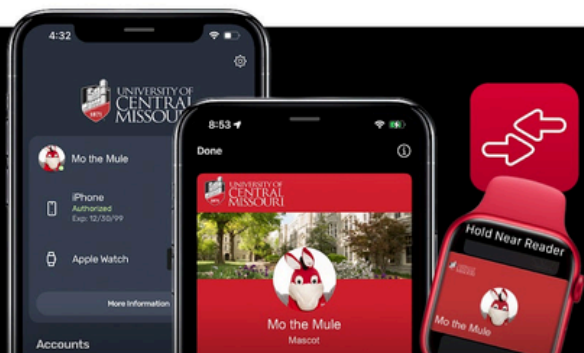 4:32
UNIVERSITY OF
CENTRAL
MISSOURI
1871
Mo the Mule
iPhone
Authorized
Exp: 12/30/99
Apple Watch
More Information
Accounts
8:53
Done
UNIVERSITY OF
CENTRAL
MISSOURI
Mo the Mule
Mascot
Hold Near Reader
Mo the Mule